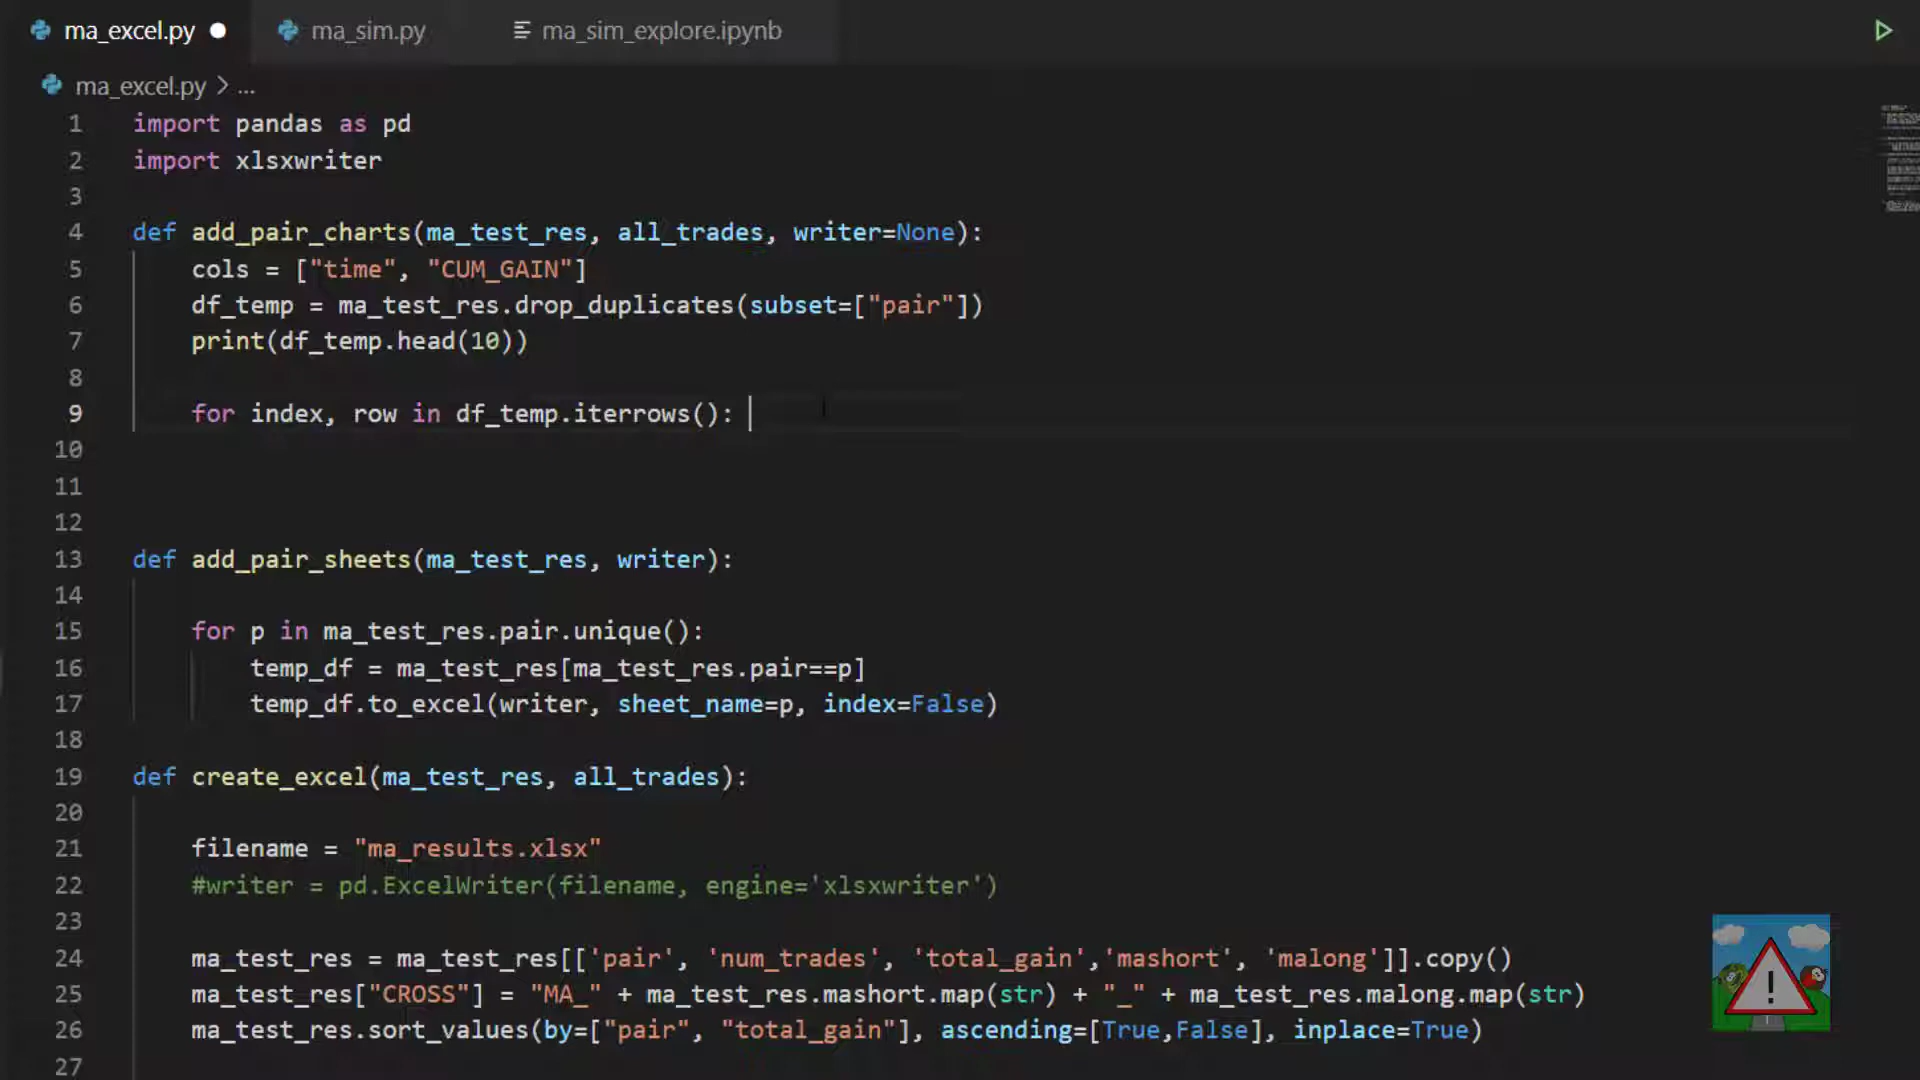 ma_excel.py
ma_sim.py
ma_sim_explore.ipynb
ma_excel.py > ...
1 import pandas as pd
2 import xlsxwriter
3
4 def add_pair_charts(ma_test_res, all_trades, writer=None):
5 cols = ["time", "CUM_GAIN"]
6 df_temp = ma_test_res.drop_duplicates(subset=["pair"])
7 print(df_temp.head(10))
8
9 for index, row in df_temp.iterrows():
10
11
12
13 def add_pair_sheets(ma_test_res, writer):
14
15 for p in ma_test_res.pair.unique():
16 temp_df = ma_test_res[ma_test_res.pair==p]
17 temp_df.to_excel(writer, sheet_name=p, index=False)
18
19 def create_excel(ma_test_res, all_trades):
20
21 filename = "ma_results.xlsx"
22 #writer = pd.ExcelWriter(filename, engine='xlsxwriter')
23
24 ma_test_res = ma_test_res[['pair', 'num_trades', 'total_gain','mashort', 'malong']].copy()
25 ma_test_res["CROSS"] = "MA_" + ma_test_res.mashort.map(str) + "_" + ma_test_res.malong.map(str)
26 ma_test_res.sort_values(by=["pair", "total_gain"], ascending=[True,False], inplace=True)
27
!